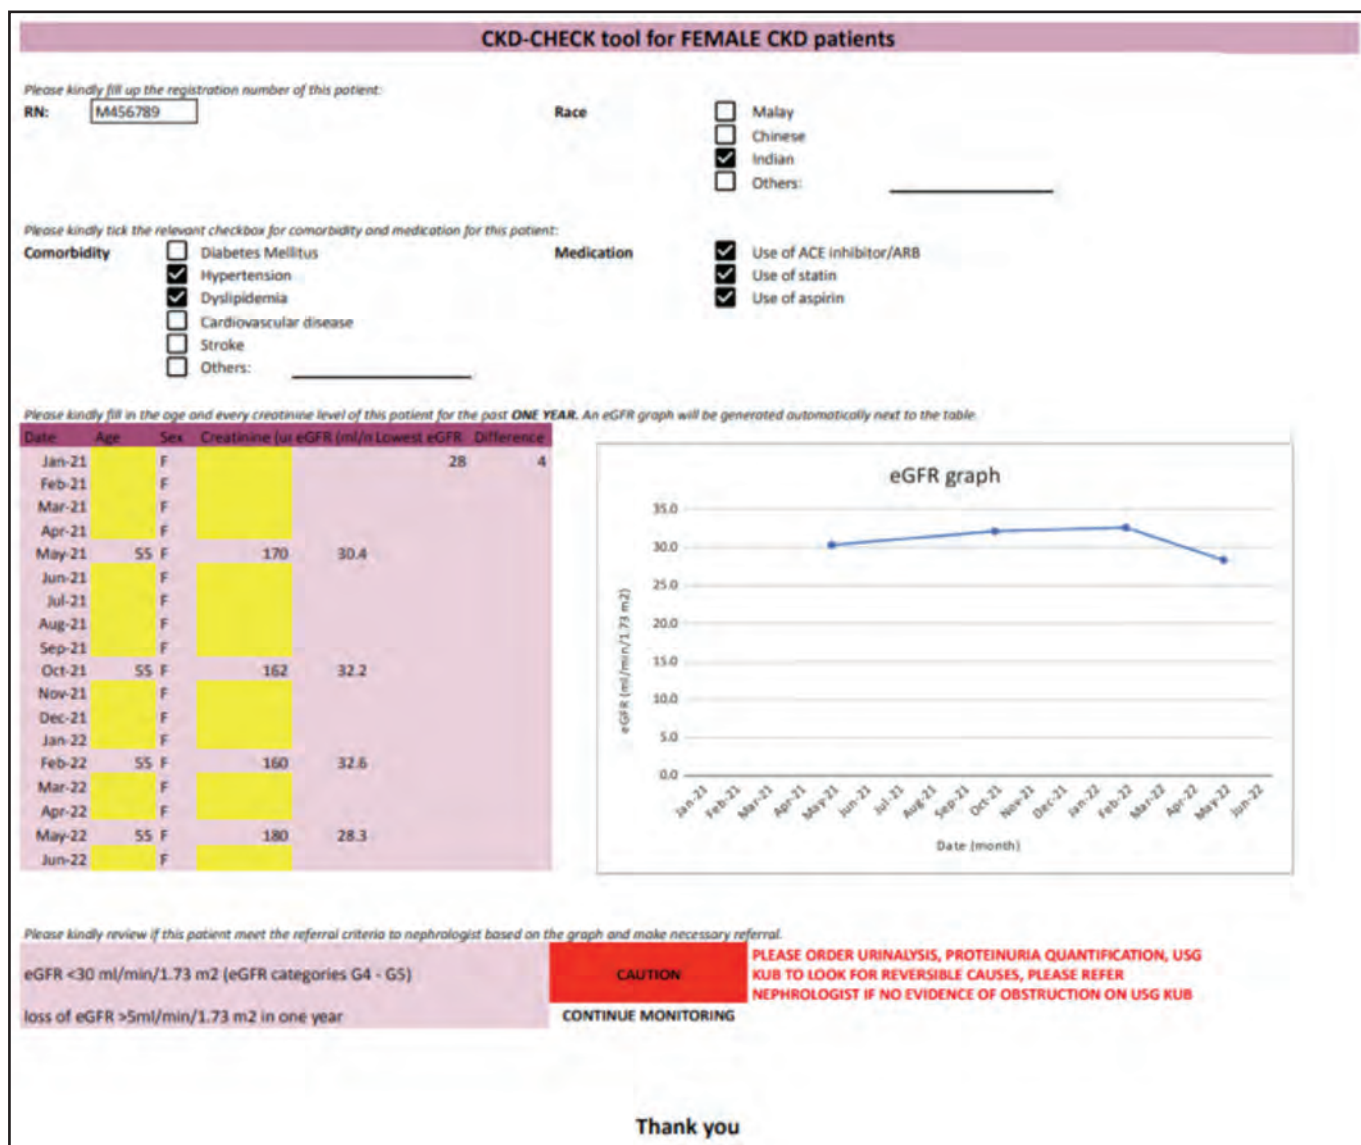 CKD-CHECK tool for FEMALE CKD patients
Please kindly fill up the registration number of this patient:
RN: M456789
Race
Malay
Chinese
Indian
Others:
Please kindly tick the relevant checkbox for comorbidity and medication for this patient:
Comorbidity
Diabetes Mellitus
Hypertension
Dyslipidemia
Cardiovascular disease
Stroke
Others:
Medication
Use of ACE inhibitor/ARB
Use of statin
Use of aspirin
Please kindly fill in the age and every creatinine level of this patient for the past ONE YEAR. An eGFR graph will be generated automatically next to the table.
Date Age Sex Creatinine (u eGFR (ml/n Lowest eGFR Difference
Jan-21 F 28 4
Feb-21 F
Mar-21 F
Apr-21 F
May-21 55 F 170 30.4
Jun-21 F
Jul-21 F
Aug-21 F
Sep-21 F
Oct-21 55 F 162 32.2
Nov-21 F
Dec-21 F
Jan-22 F
Feb-22 55 F 160 32.6
Mar-22 F
Apr-22 F
May-22 55 F 180 28.3
Jun-22 F
eGFR graph
eGFR (ml/min/1.73 m2)
35.0
30.0
25.0
20.0
15.0
10.0
5.0
0.0
Jan-21 Feb-21 Mar-21 Apr-21 May-21 Jun-21 Jul-21 Aug-21 Sep-21 Oct-21 Nov-21 Dec-21 Jan-22 Feb-22 Mar-22 Apr-22 May-22 Jun-22
Date (month)
Please kindly review if this patient meet the referral criteria to nephrologist based on the graph and make necessary referral.
eGFR <30 ml/min/1.73 m2 (eGFR categories G4 - G5)
CAUTION
PLEASE ORDER URINALYSIS, PROTEINURIA QUANTIFICATION, USG
KUB TO LOOK FOR REVERSIBLE CAUSES, PLEASE REFER
NEPHROLOGIST IF NO EVIDENCE OF OBSTRUCTION ON USG KUB
loss of eGFR >5ml/min/1.73 m2 in one year
CONTINUE MONITORING
Thank you